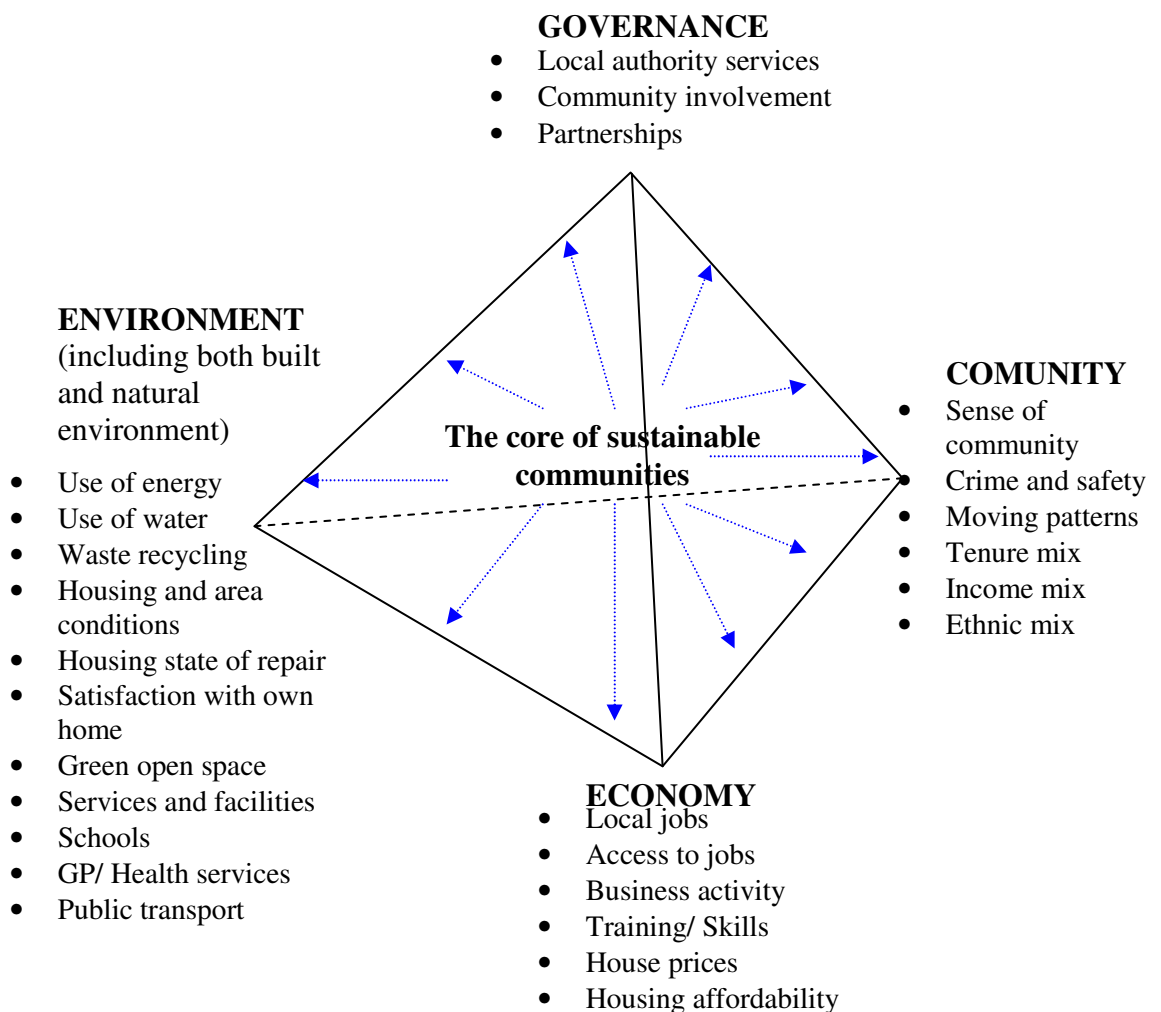 GOVERNANCE
• Local authority services
• Community involvement
• Partnerships
ENVIRONMENT
(including both built
and natural
environment)
• Use of energy
• Use of water
• Waste recycling
• Housing and area
conditions
• Housing state of repair
• Satisfaction with own
home
• Green open space
• Services and facilities
• Schools
• GP/ Health services
• Public transport
The core of sustainable
communities
COMUNITY
• Sense of
community
• Crime and safety
• Moving patterns
• Tenure mix
• Income mix
• Ethnic mix
ECONOMY
• Local jobs
• Access to jobs
• Business activity
• Training/ Skills
• House prices
• Housing affordability